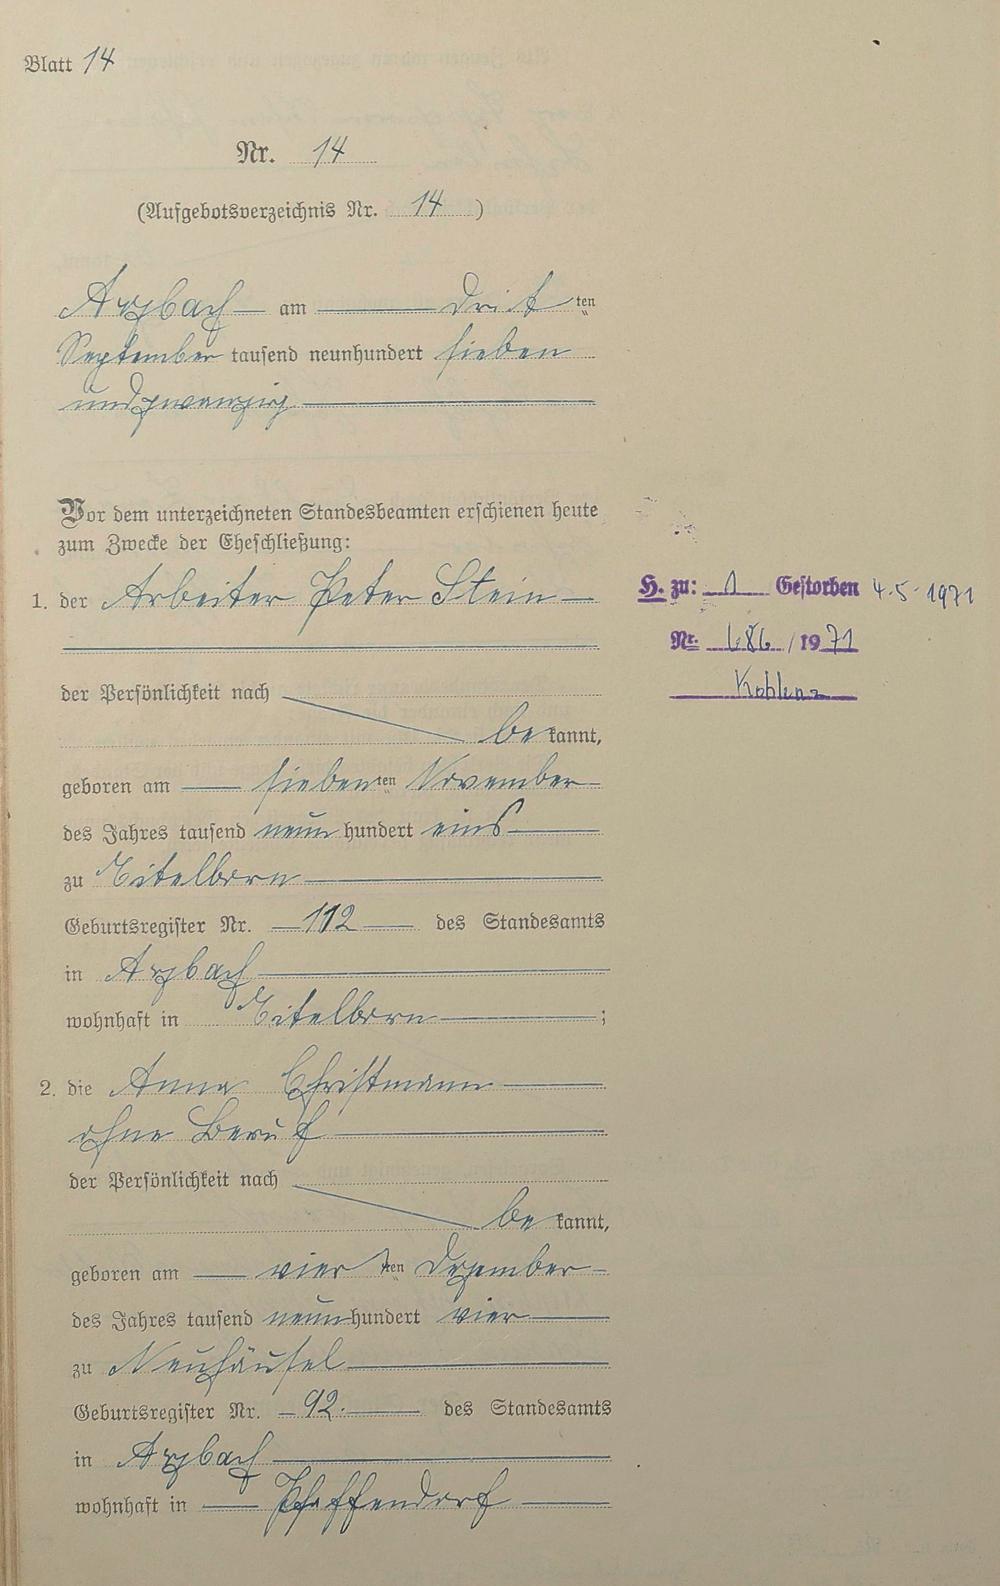 Blatt 14
Nr. 14
(Aufgebotsverzeichnis Nr. 14)
Arzbach am dritten
September tausend neunhundert sieben
undzwanzig
Vor dem unterzeichneten Standesbeamten erschienen heute
zum Zwecke der Eheschließung:
1. der Arbeiter Peter Stein
der Persönlichkeit nach
bekannt,
geboren am siebenten November
des Jahres tausend neunhundert eins
zu Eitelborn
Geburtsregister Nr. 112 des Standesamts
in Arzbach
wohnhaft in Eitelborn;
2. die Anna Christmann
ohne Beruf
der Persönlichkeit nach
bekannt,
geboren am vierten Dezember
des Jahres tausend neunhundert vier
zu Neuhäusel
Geburtsregister Nr. 92. des Standesamts
in Arzbach
wohnhaft in Pfaffendorf
H. zu: 1 Gestorben 4.5.1971
Nr. 686/1971
Koblenz